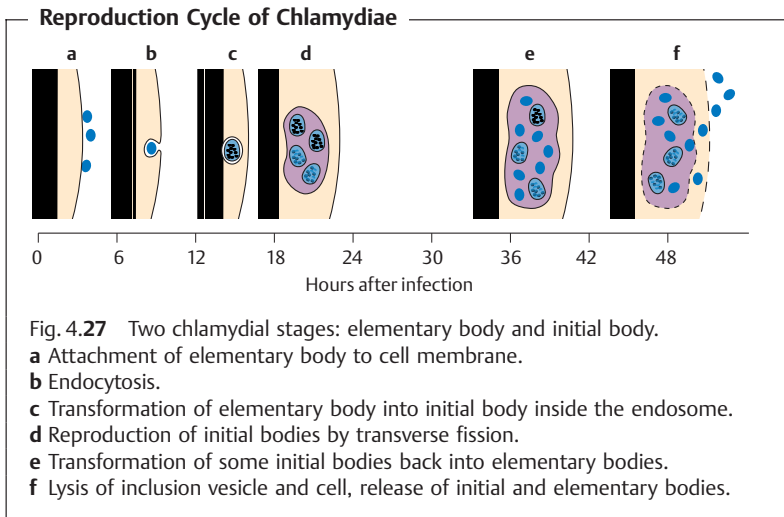 Reproduction Cycle of Chlamydiae
a b c d e f
0 6 12 18 24 30 36 42 48
Hours after infection
Fig. 4.27 Two chlamydial stages: elementary body and initial body.
a Attachment of elementary body to cell membrane.
b Endocytosis.
c Transformation of elementary body into initial body inside the endosome.
d Reproduction of initial bodies by transverse fission.
e Transformation of some initial bodies back into elementary bodies.
f Lysis of inclusion vesicle and cell, release of initial and elementary bodies.